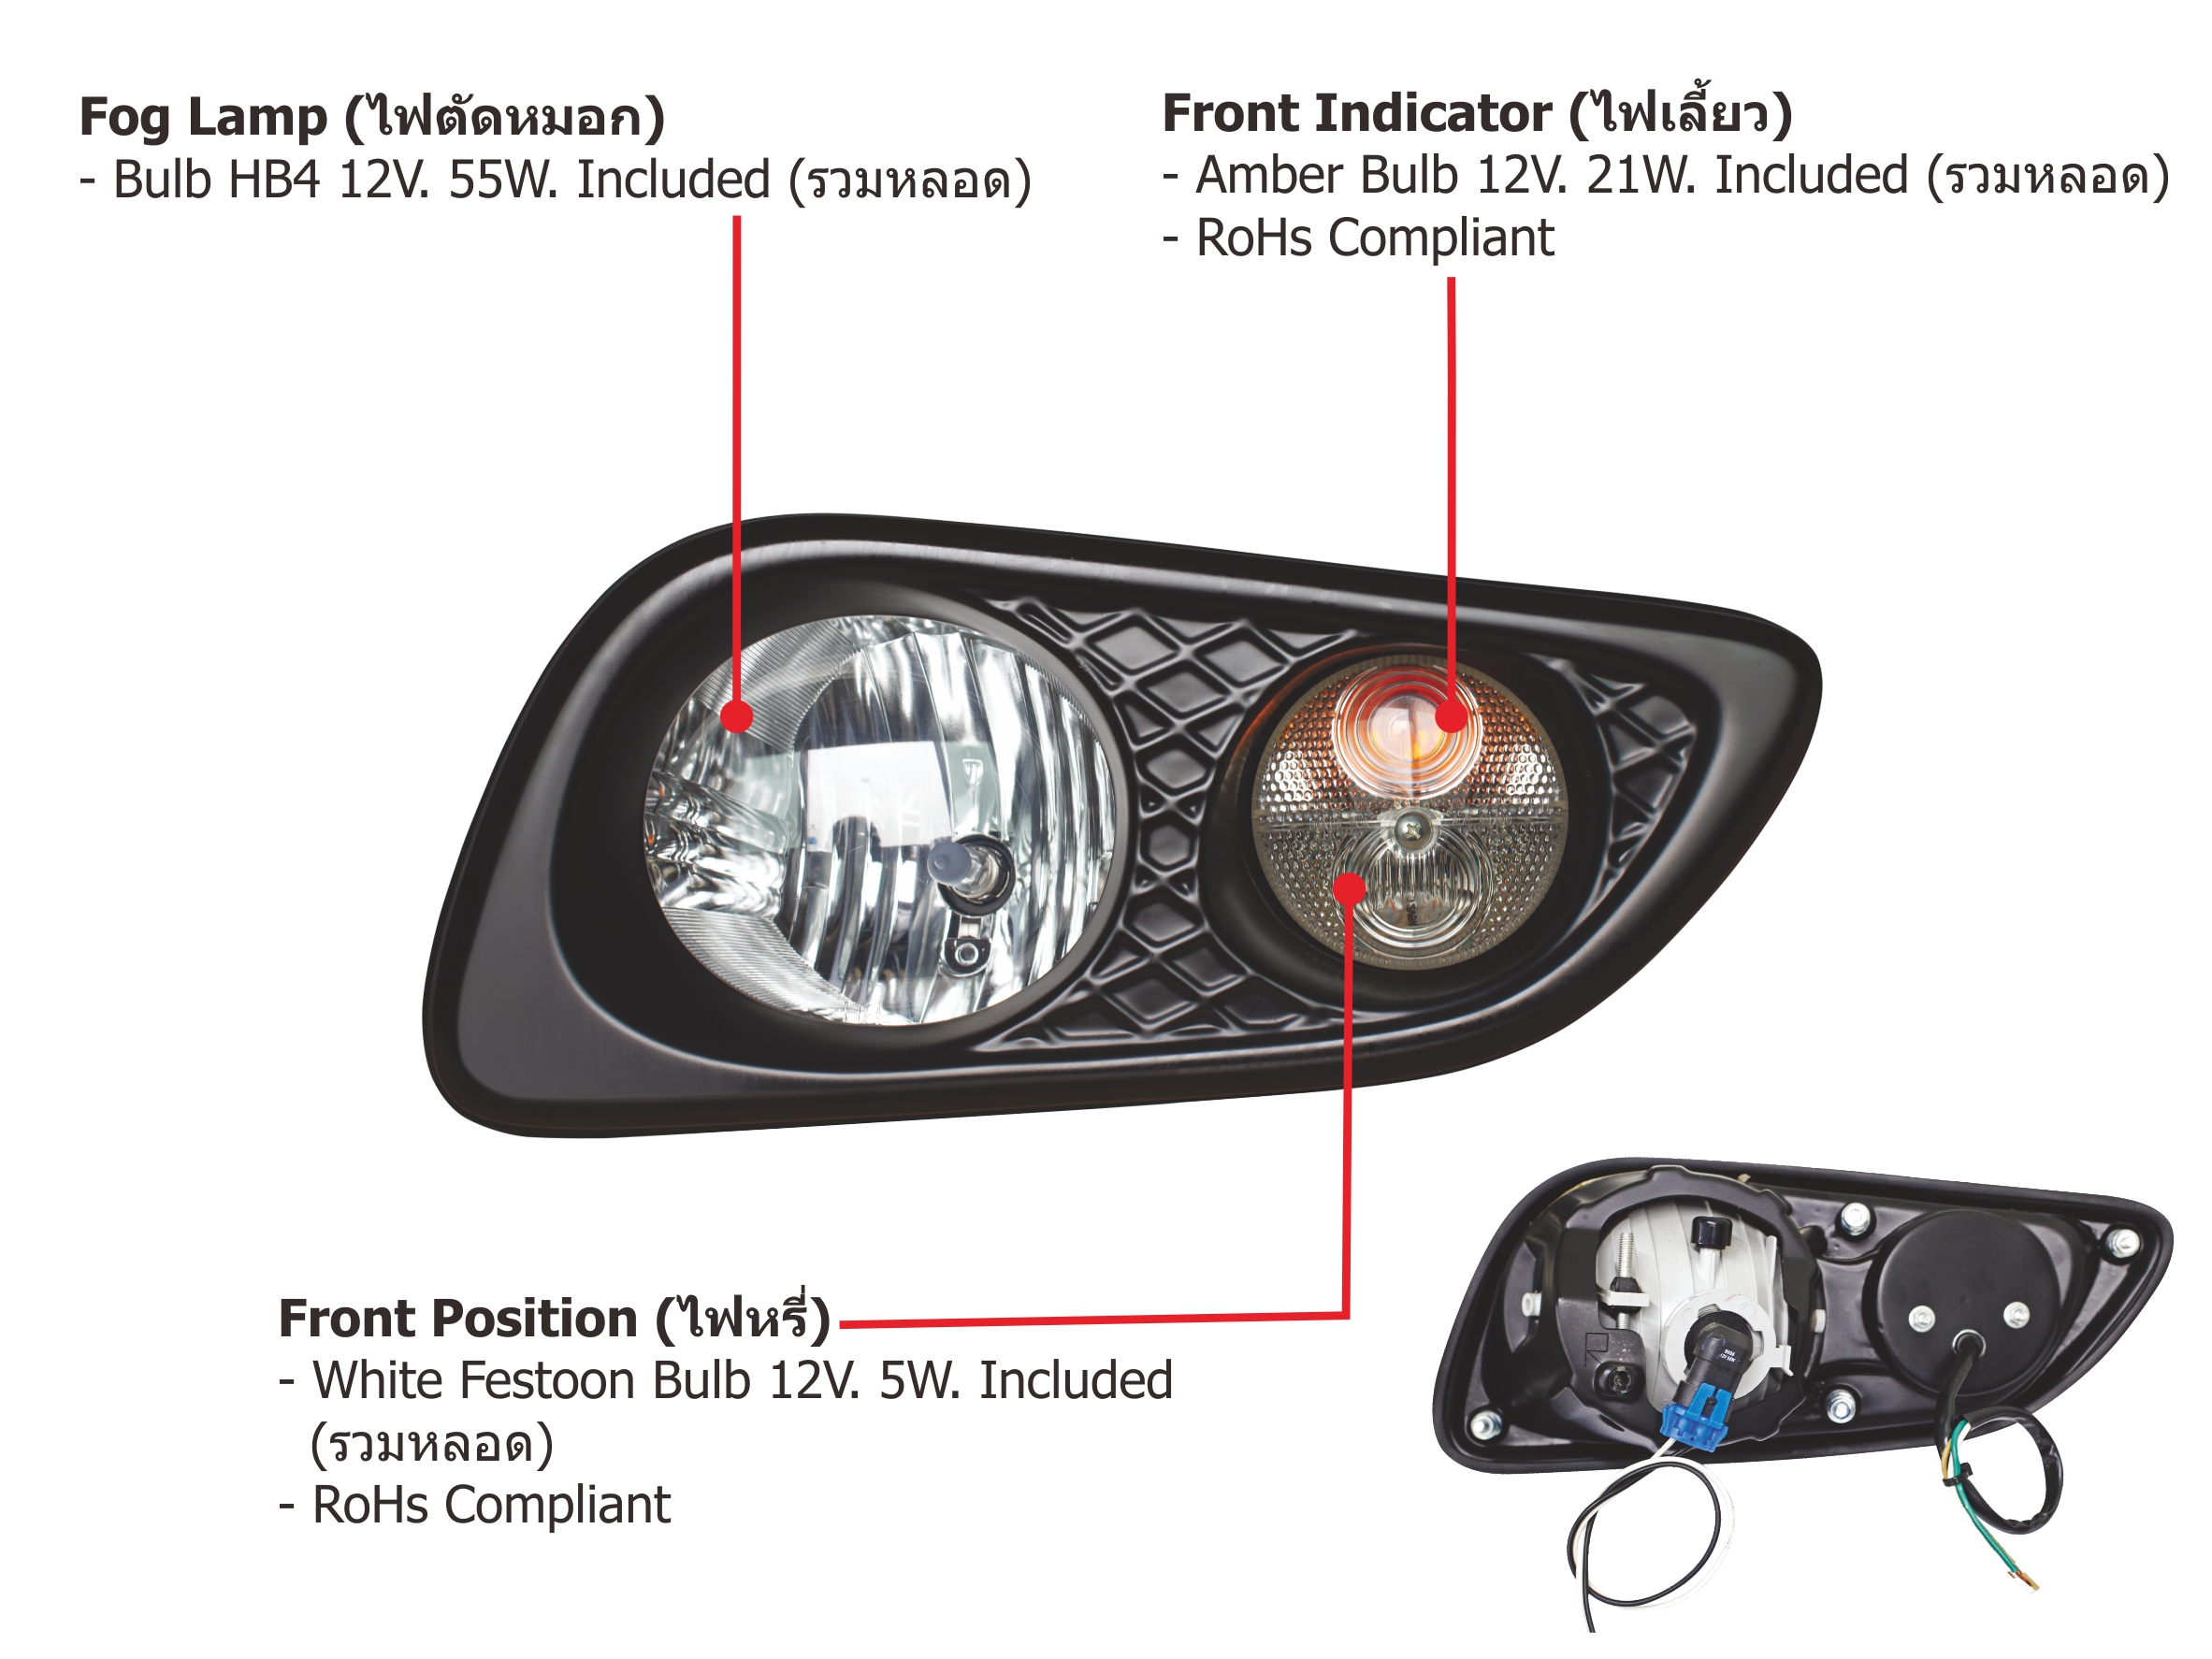 Fog Lamp (ไฟตัดหมอก)
- Bulb HB4 12V. 55W. Included (รวมหลอด)
Front Indicator (ไฟเลี้ยว)
- Amber Bulb 12V. 21W. Included (รวมหลอด)
- RoHs Compliant
Front Position (ไฟหรี่)
- White Festoon Bulb 12V. 5W. Included
(รวมหลอด)
- RoHs Compliant